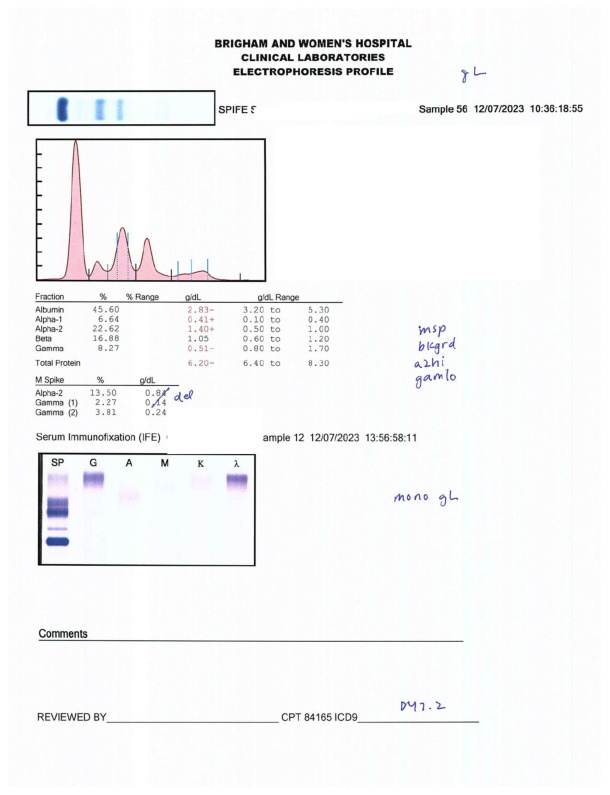 BRIGHAM AND WOMEN'S HOSPITAL
CLINICAL LABORATORIES
ELECTROPHORESIS PROFILE
gL
SPIFE Sample 56 12/07/2023 10:36:18:55
Fraction % % Range g/dL g/dL Range
Albumin 45.60 2.83- 3.20 to 5.30
Alpha-1 6.64 0.41+ 0.10 to 0.40
Alpha-2 22.62 1.40+ 0.50 to 1.00
Beta 16.88 1.05 0.60 to 1.20
Gamma 8.27 0.51- 0.80 to 1.70
Total Protein 6.20- 6.40 to 8.30
msp
bkgrd
a2hi
gamlo
M Spike % g/dL
Alpha-2 13.50 0.84 del
Gamma (1) 2.27 0.14
Gamma (2) 3.81 0.24
Serum Immunofixation (IFE) ample 12 12/07/2023 13:56:58:11
SP G A M K λ
mono gL
Comments
REVIEWED BY CPT 84165 ICD9 D47.2